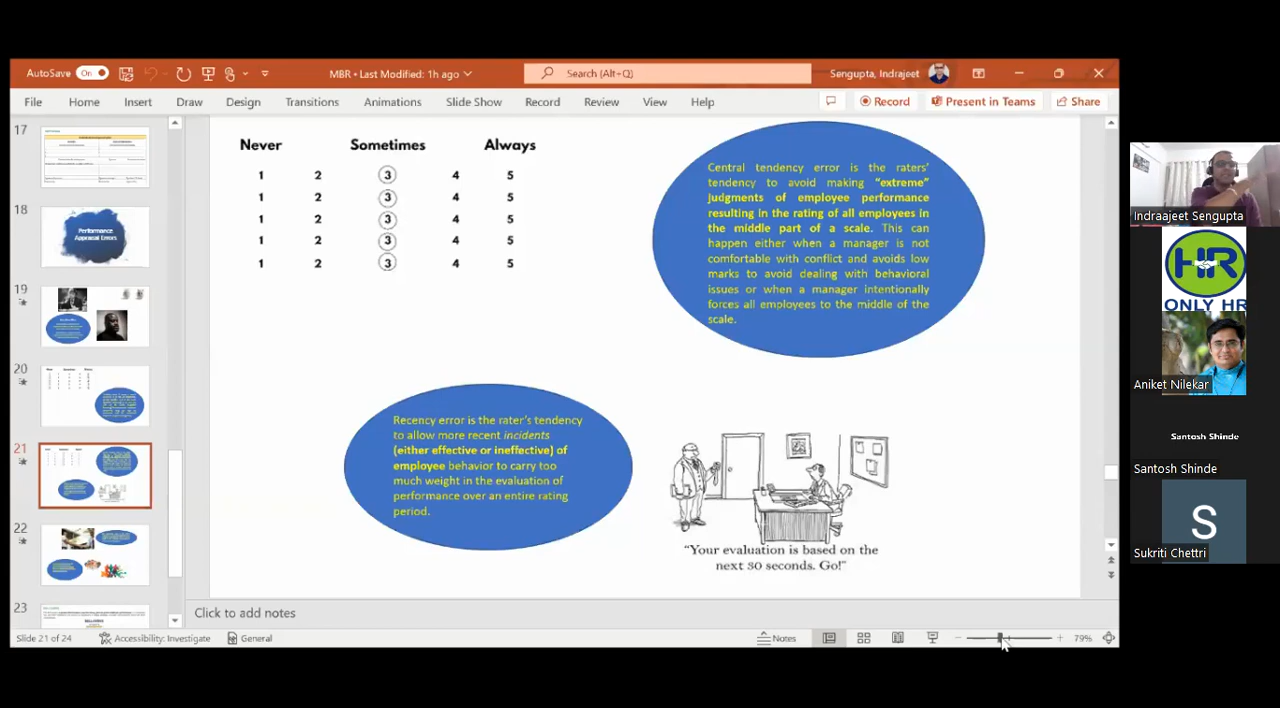 AutoSave On
MBR • Last Modified: 1h ago
Search (Alt+Q)
Sengupta, Indrajeet
File Home Insert Draw Design Transitions Animations Slide Show Record Review View Help
Record Present in Teams Share
17
18
Performance
Appraisal Errors
19
20
21
22
23
Never Sometimes Always
1 2 3 4 5
1 2 3 4 5
1 2 3 4 5
1 2 3 4 5
1 2 3 4 5
Central tendency error is the raters'
tendency to avoid making "extreme"
judgments of employee performance
resulting in the rating of all employees in
the middle part of a scale. This can
happen either when a manager is not
comfortable with conflict and avoids low
marks to avoid dealing with behavioral
issues or when a manager intentionally
forces all employees to the middle of the
scale.
Recency error is the rater's tendency
to allow more recent incidents
(either effective or ineffective) of
employee behavior to carry too
much weight in the evaluation of
performance over an entire rating
period.
"Your evaluation is based on the
next 30 seconds. Go!"
Click to add notes
Slide 21 of 24 Accessibility: Investigate General
Notes
79%
Indraajeet Sengupta
HR
ONLY HR
Aniket Nilekar
Santosh Shinde
Santosh Shinde
S
Sukriti Chettri